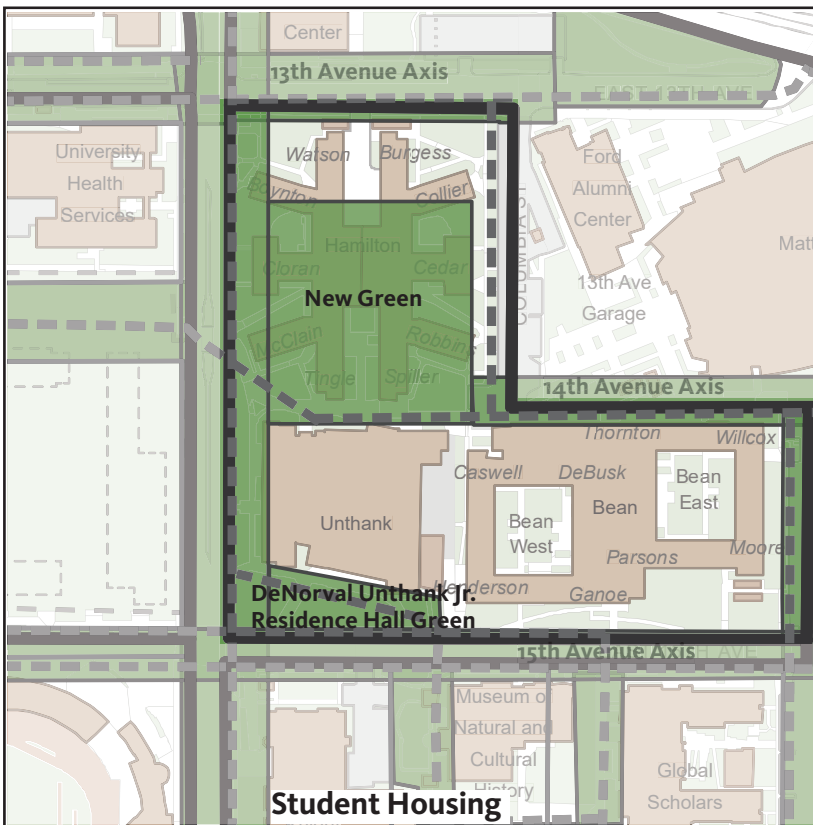 Center
13th Avenue Axis
EAST 13TH AVE
University
Health
Services
Watson
Burgess
Ford
Alumni
Center
Boynton
Collier
COLUMBIA ST
Matt
Hamilton
Cloran
Cedar
New Green
13th Ave
Garage
McClain
Robbins
Tingle
Spiller
14th Avenue Axis
Thornton
Willcox
Caswell
DeBusk
Bean
East
Unthank
Bean
West
Bean
Moore
Parsons
Henderson
Ganoe
DeNorval Unthank Jr.
Residence Hall Green
15th Avenue Axis
AVE
Museum of
Natural and
Cultural
History
Global
Scholars
Student Housing